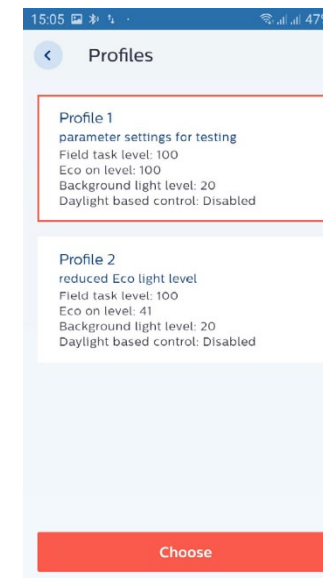 15:05
47%
Profiles
Profile 1
parameter settings for testing
Field task level: 100
Eco on level: 100
Background light level: 20
Daylight based control: Disabled
Profile 2
reduced Eco light level
Field task level: 100
Eco on level: 41
Background light level: 20
Daylight based control: Disabled
Choose